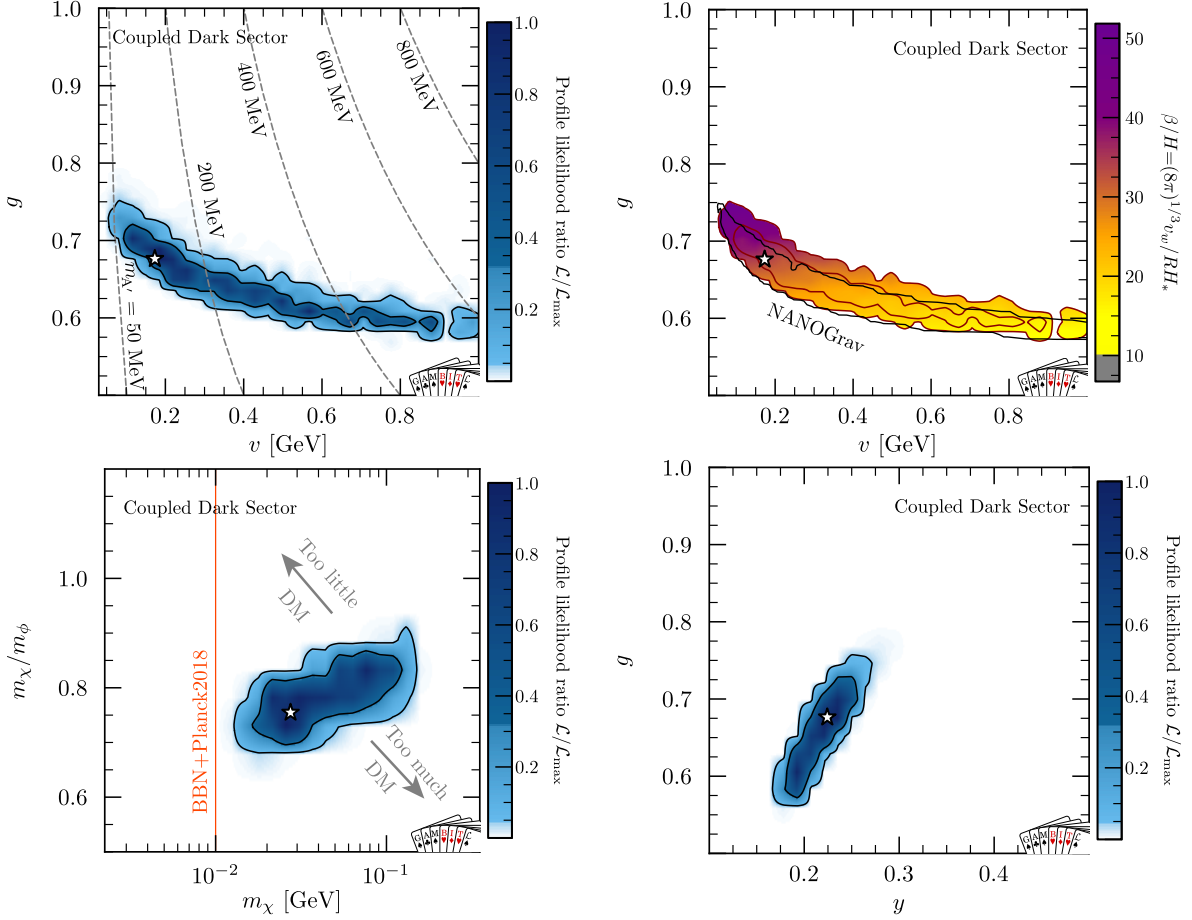 Coupled Dark Sector
1.0
0.9
0.8
0.7
0.6
g
0.2
0.4
0.6
0.8
v [GeV]
m_{A′} = 50 MeV
200 MeV
400 MeV
600 MeV
800 MeV
GAMBIT
1.0
0.8
0.6
0.4
0.2
Profile likelihood ratio ℒ/ℒ_max
Coupled Dark Sector
1.0
0.9
0.8
0.7
0.6
g
0.2
0.4
0.6
0.8
v [GeV]
NANOGrav
GAMBIT
50
40
30
20
10
β/H=(8π)^{1/3}v_w/RH_*
Coupled Dark Sector
1.0
0.8
0.6
m_χ/m_ϕ
10^{−2}
10^{−1}
m_χ [GeV]
BBN+Planck2018
Too little
DM
Too much
DM
GAMBIT
1.0
0.8
0.6
0.4
0.2
Profile likelihood ratio ℒ/ℒ_max
Coupled Dark Sector
1.0
0.9
0.8
0.7
0.6
g
0.2
0.3
0.4
y
GAMBIT
1.0
0.8
0.6
0.4
0.2
Profile likelihood ratio ℒ/ℒ_max